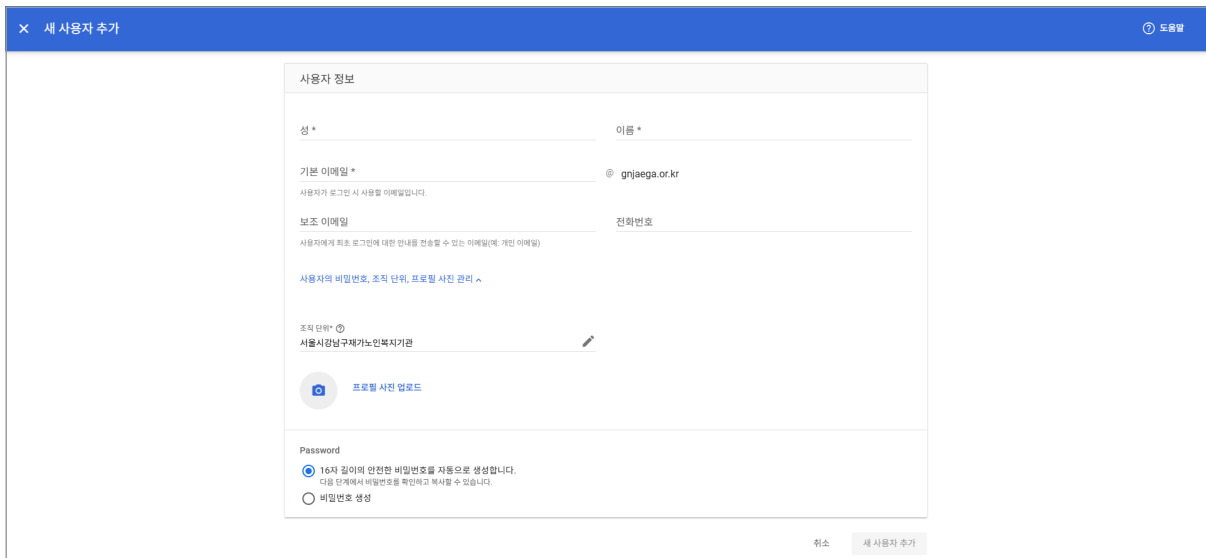 새 사용자 추가
도움말
사용자 정보
성 *
이름 *
기본 이메일 *
@ gnjaega.or.kr
사용자가 로그인 시 사용할 이메일입니다.
보조 이메일
전화번호
사용자에게 최초 로그인에 대한 안내를 전송할 수 있는 이메일(예: 개인 이메일)
사용자의 비밀번호, 조직 단위, 프로필 사진 관리
조직 단위*
서울시강남구재가노인복지기관
프로필 사진 업로드
Password
16자 길이의 안전한 비밀번호를 자동으로 생성합니다.
다음 단계에서 비밀번호를 확인하고 복사할 수 있습니다.
비밀번호 생성
취소
새 사용자 추가